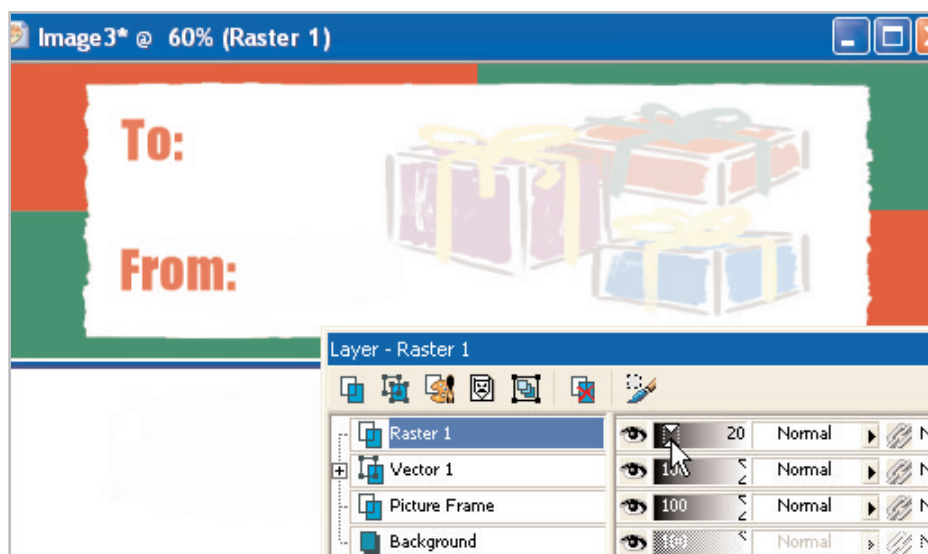 Image3* @ 60% (Raster 1)
To:
From:
Layer - Raster 1
Raster 1 20 Normal
Vector 1 Normal
Picture Frame 100 Normal
Background 100 Normal